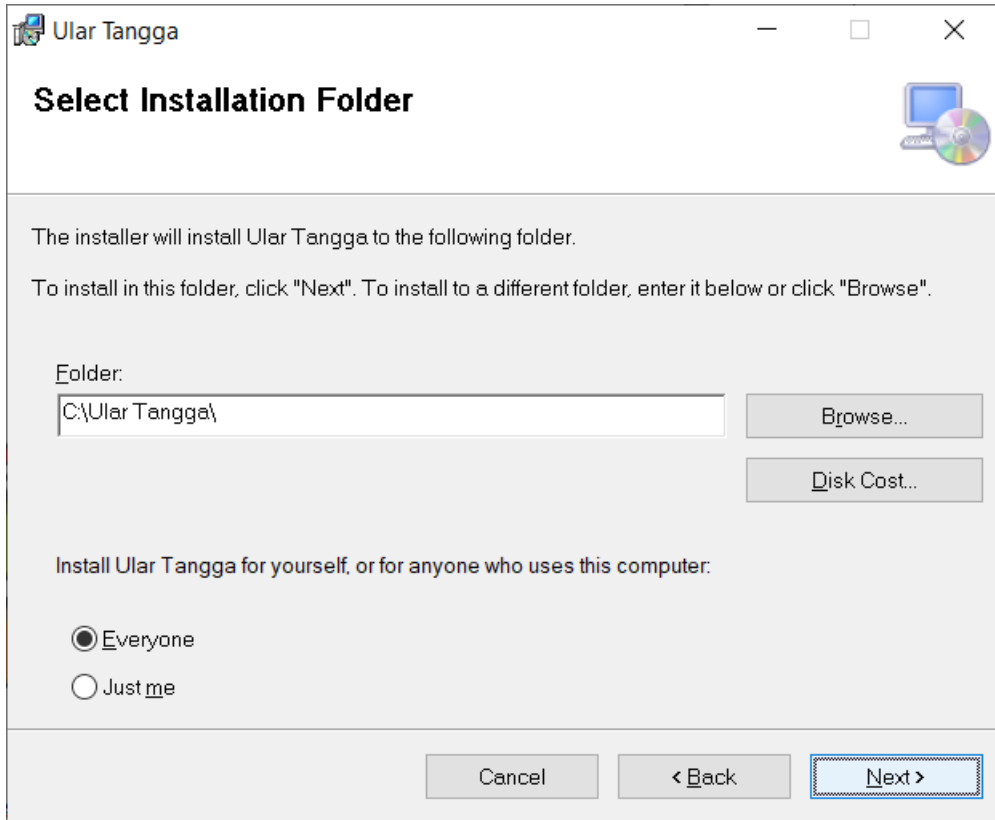 Ular Tangga
Select Installation Folder
The installer will install Ular Tangga to the following folder.
To install in this folder, click "Next". To install to a different folder, enter it below or click "Browse".
Folder:
C:\Ular Tangga\
Browse...
Disk Cost...
Install Ular Tangga for yourself, or for anyone who uses this computer:
Everyone
Just me
Cancel
< Back
Next >